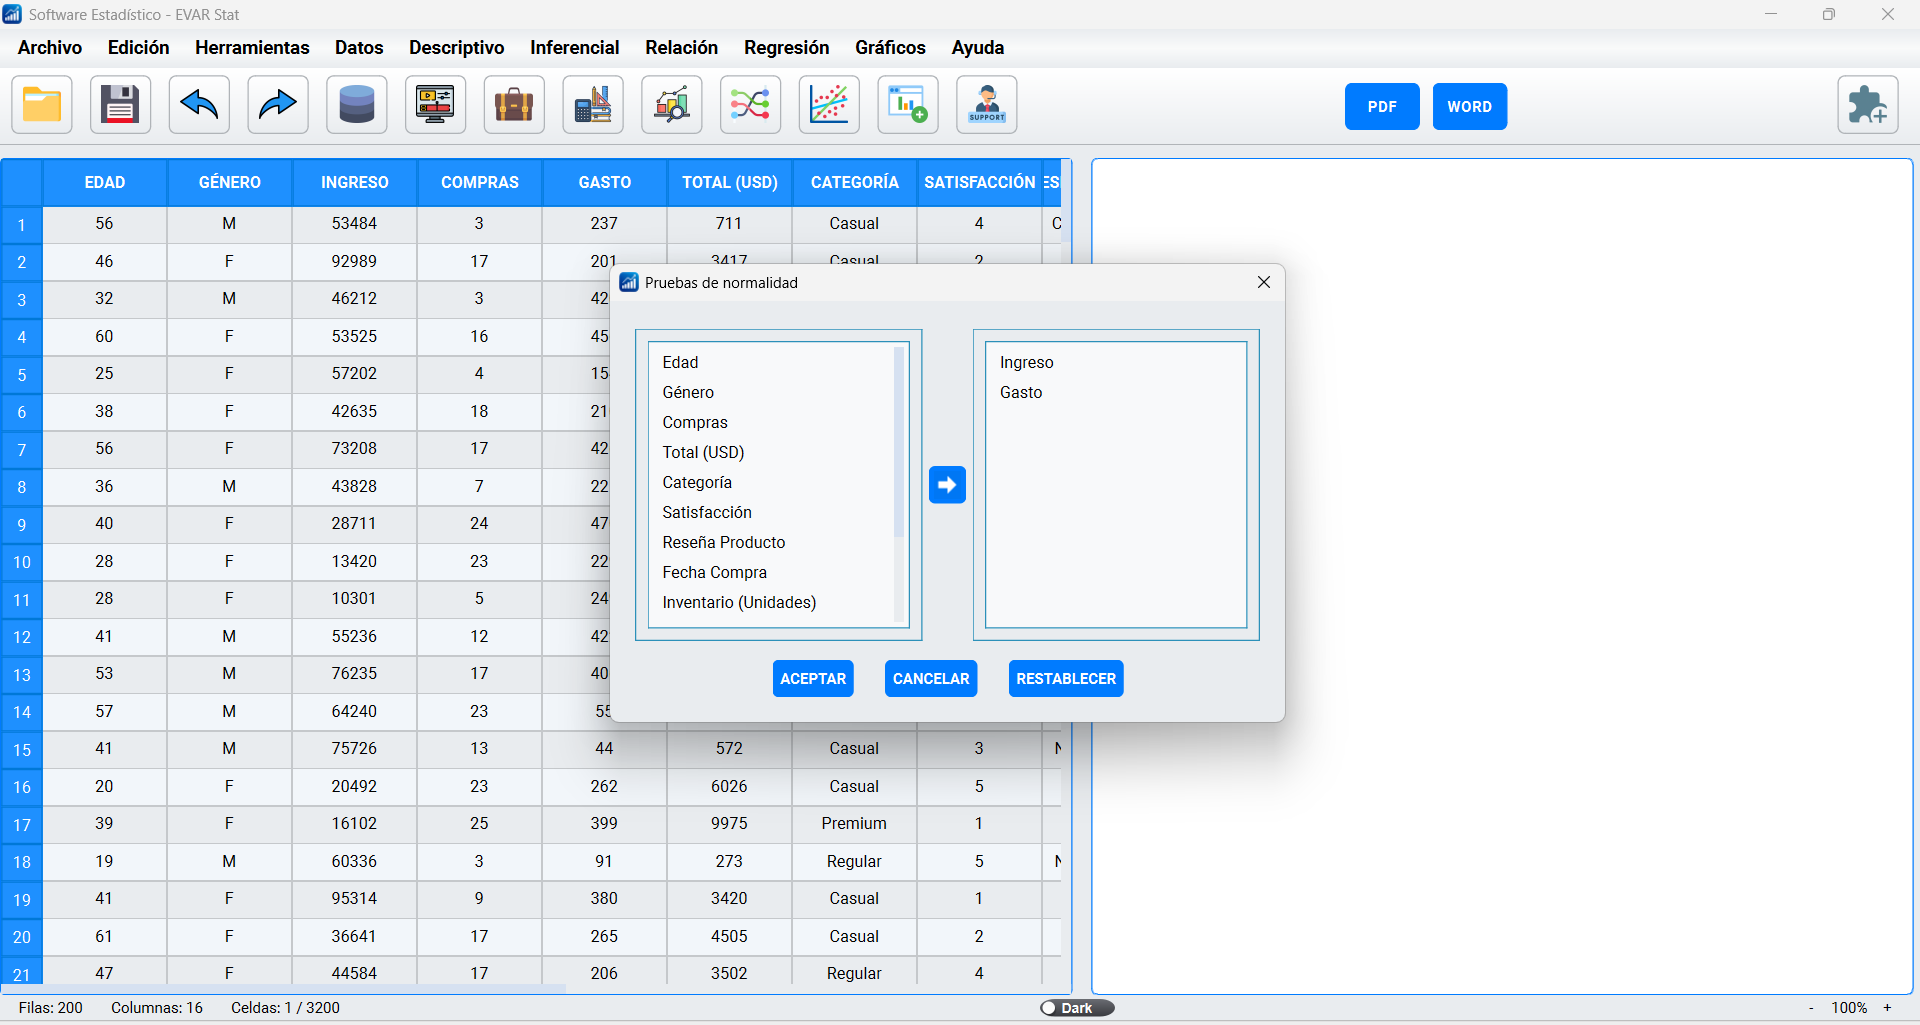 Software Estadístico - EVAR Stat
Archivo Edición Herramientas Datos Descriptivo Inferencial Relación Regresión Gráficos Ayuda
SUPPORT
PDF WORD
EDAD GÉNERO INGRESO COMPRAS GASTO TOTAL (USD) CATEGORÍA SATISFACCIÓN
1 56 M 53484 3 237 711 Casual 4 C
2 46 F 92989 17 201 3417 Casual 2
3 32 M 46212 3 42
4 60 F 53525 16 45
5 25 F 57202 4 15
6 38 F 42635 18 21
7 56 F 73208 17 42
8 36 M 43828 7 22
9 40 F 28711 24 47
10 28 F 13420 23 22
11 28 F 10301 5 24
12 41 M 55236 12 42
13 53 M 76235 17 40
14 57 M 64240 23 55
15 41 M 75726 13 44 572 Casual 3 N
16 20 F 20492 23 262 6026 Casual 5
17 39 F 16102 25 399 9975 Premium 1
18 19 M 60336 3 91 273 Regular 5 N
19 41 F 95314 9 380 3420 Casual 1
20 61 F 36641 17 265 4505 Casual 2
21 47 F 44584 17 206 3502 Regular 4
Pruebas de normalidad
Edad
Género
Compras
Total (USD)
Categoría
Satisfacción
Reseña Producto
Fecha Compra
Inventario (Unidades)
Ingreso
Gasto
ACEPTAR CANCELAR RESTABLECER
Filas: 200 Columnas: 16 Celdas: 1 / 3200 Dark - 100% +